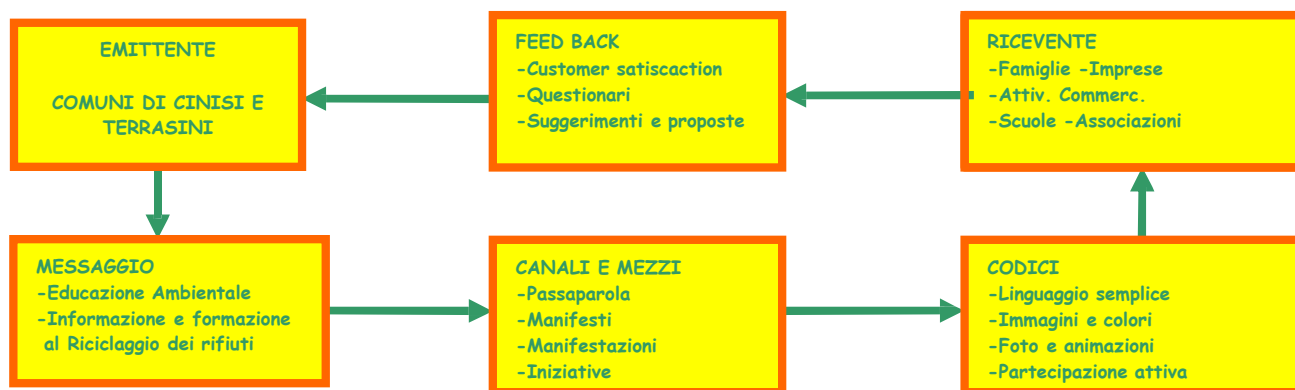 EMITTENTE
COMUNI DI CINISI E
TERRASINI
FEED BACK
-Customer satiscaction
-Questionari
-Suggerimenti e proposte
RICEVENTE
-Famiglie -Imprese
-Attiv. Commerc.
-Scuole -Associazioni
MESSAGGIO
-Educazione Ambientale
-Informazione e formazione
al Riciclaggio dei rifiuti
CANALI E MEZZI
-Passaparola
-Manifesti
-Manifestazioni
-Iniziative
CODICI
-Linguaggio semplice
-Immagini e colori
-Foto e animazioni
-Partecipazione attiva